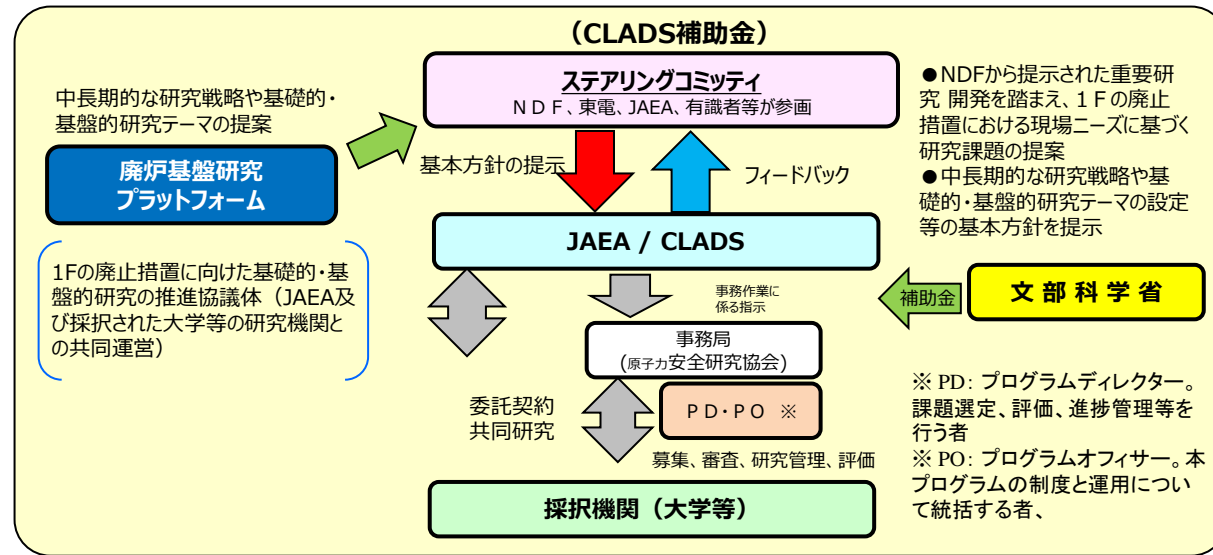 （CLADS補助金）
ステアリングコミッティ
ＮＤＦ、東電、JAEA、有識者等が参画
中長期的な研究戦略や基礎的・
基盤的研究テーマの提案
廃炉基盤研究
プラットフォーム
基本方針の提示
フィードバック
●NDFから提示された重要研
究 開発を踏まえ、１Ｆの廃止
措置における現場ニーズに基づく
研究課題の提案
●中長期的な研究戦略や基
礎的・基盤的研究テーマの設定
等の基本方針を提示
JAEA / CLADS
1Fの廃止措置に向けた基礎的・基
盤的研究の推進協議体（JAEA及
び採択された大学等の研究機関と
の共同運営）
事務作業に
係る指示
補助金
文部科学省
事務局
(原子力安全研究協会)
委託契約
共同研究
ＰＤ・ＰＯ ※
募集、審査、研究管理、評価
採択機関（大学等）
※ PD： プログラムディレクター。
課題選定、評価、進捗管理等を
行う者
※ PO： プログラムオフィサー。本
プログラムの制度と運用につい
て統括する者、